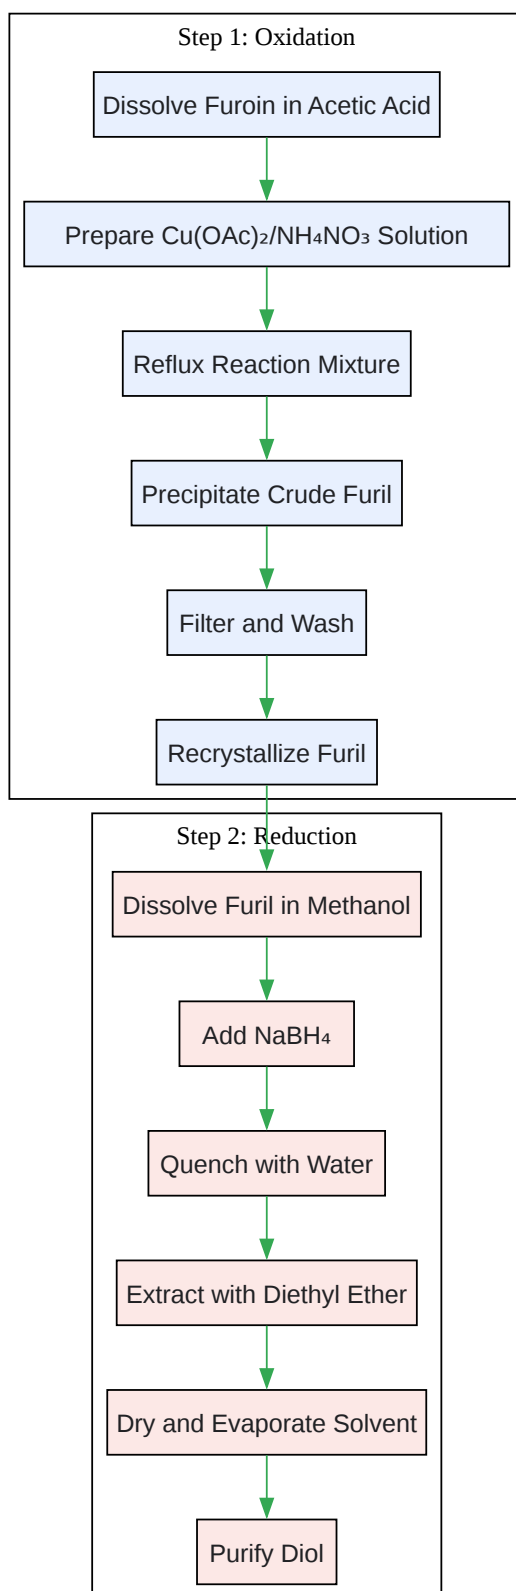 Step 1: Oxidation
Dissolve Furoin in Acetic Acid
Prepare Cu(OAc)₂/NH₄NO₃ Solution
Reflux Reaction Mixture
Precipitate Crude Furil
Filter and Wash
Recrystallize Furil
Step 2: Reduction
Dissolve Furil in Methanol
Add NaBH₄
Quench with Water
Extract with Diethyl Ether
Dry and Evaporate Solvent
Purify Diol